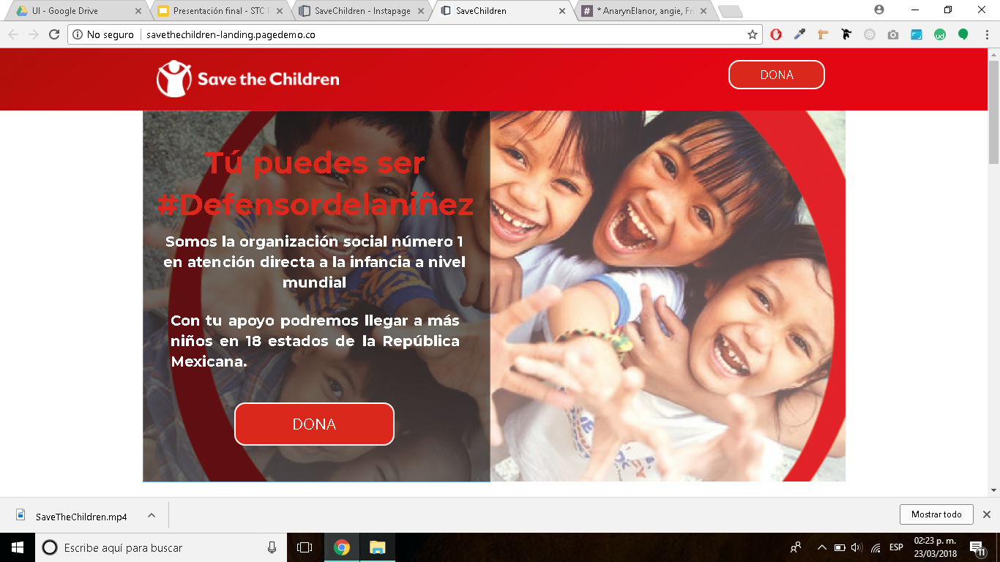 UI - Google Drive
Presentación final - STC
SaveChildren - Instapage
SaveChildren
* AnarynElanor, angie, Fri
No seguro
savethechildren-landing.pagedemo.co
Save the Children
DONA
Tú puedes ser
#Defensordelaniñez
Somos la organización social número 1
en atención directa a la infancia a nivel
mundial
Con tu apoyo podremos llegar a más
niños en 18 estados de la República
Mexicana.
DONA
SaveTheChildren.mp4
Mostrar todo
Escribe aquí para buscar
ESP
02:23 p. m.
23/03/2018
11